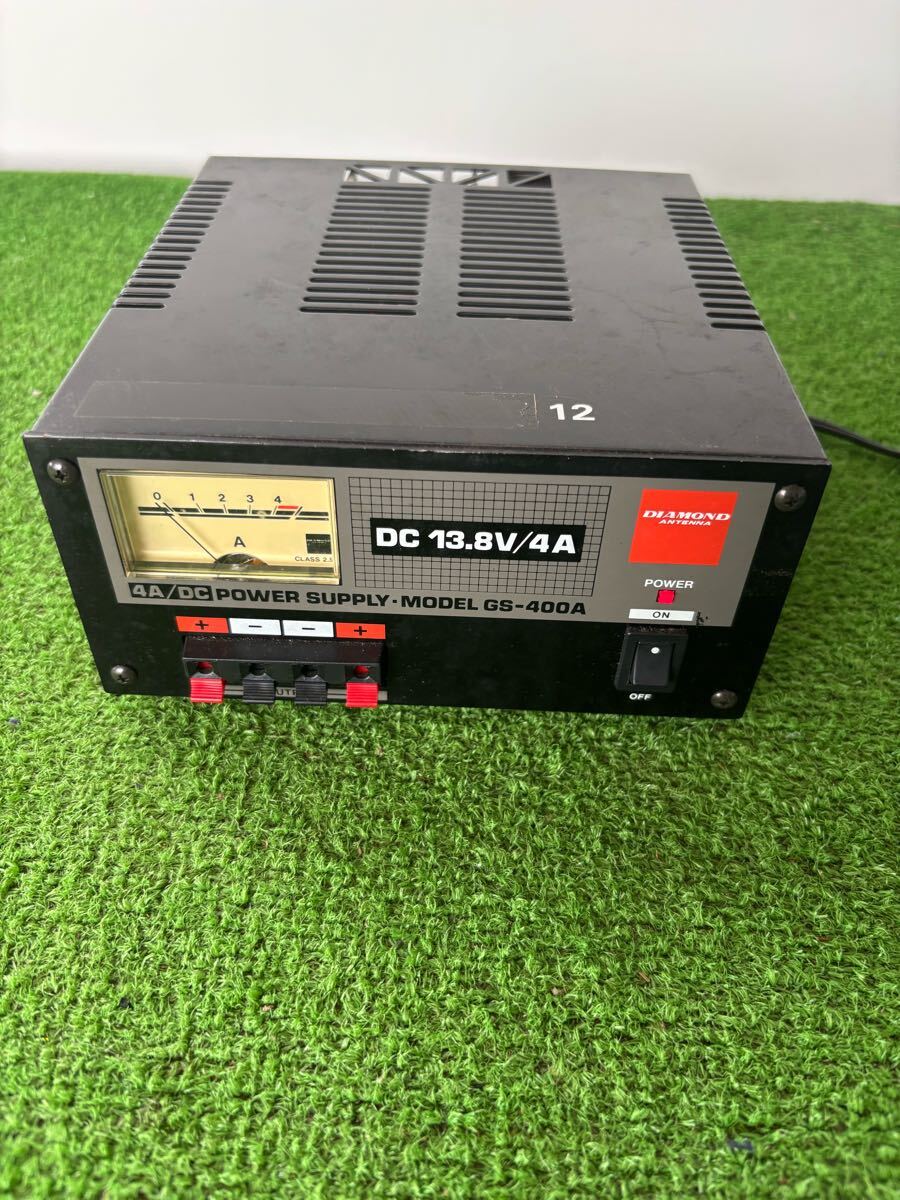 12
0 1 2 3 4
A
CLASS 2.5
DC 13.8V/4A
DIAMOND
ANTENNA
4A/DC POWER SUPPLY·MODEL GS-400A
POWER
ON
+ − − +
OFF